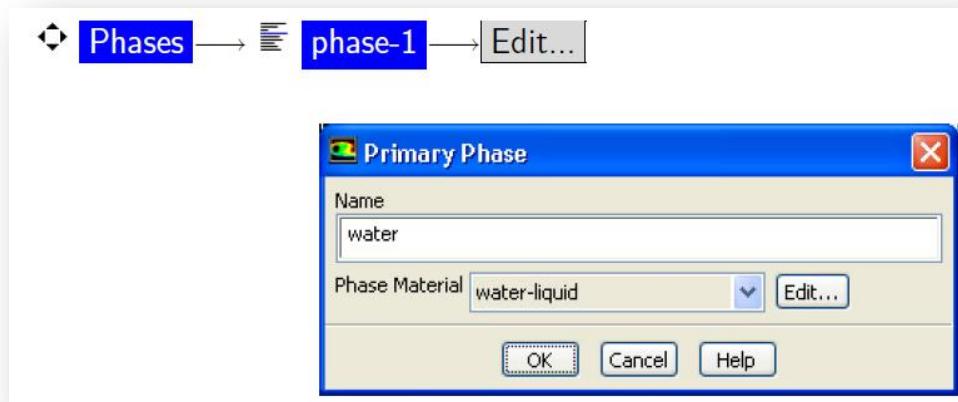 Phases → phase-1 → Edit...
Primary Phase
Name
water
Phase Material water-liquid Edit...
OK Cancel Help